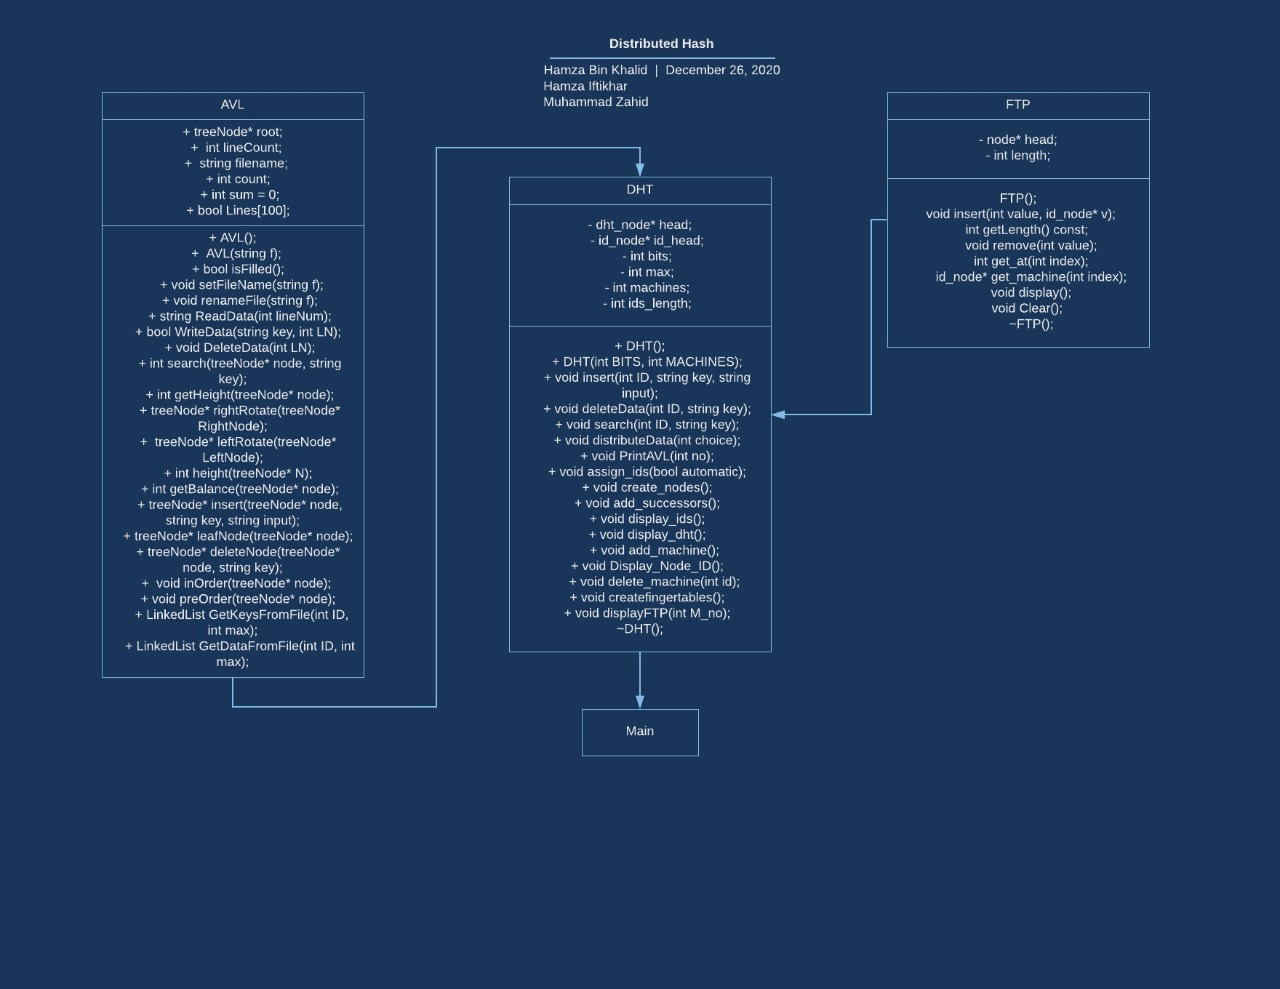 Distributed Hash
Hamza Bin Khalid | December 26, 2020
Hamza Iftikhar
Muhammad Zahid
AVL
+ treeNode* root;
+ int lineCount;
+ string filename;
+ int count;
+ int sum = 0;
+ bool Lines[100];
+ AVL();
+ AVL(string f);
+ bool isFilled();
+ void setFileName(string f);
+ void renameFile(string f);
+ string ReadData(int lineNum);
+ bool WriteData(string key, int LN);
+ void DeleteData(int LN);
+ int search(treeNode* node, string
key);
+ int getHeight(treeNode* node);
+ treeNode* rightRotate(treeNode*
RightNode);
+ treeNode* leftRotate(treeNode*
LeftNode);
+ int height(treeNode* N);
+ int getBalance(treeNode* node);
+ treeNode* insert(treeNode* node,
string key, string input);
+ treeNode* leafNode(treeNode* node);
+ treeNode* deleteNode(treeNode*
node, string key);
+ void inOrder(treeNode* node);
+ void preOrder(treeNode* node);
+ LinkedList GetKeysFromFile(int ID,
int max);
+ LinkedList GetDataFromFile(int ID, int
max);
DHT
- dht_node* head;
- id_node* id_head;
- int bits;
- int max;
- int machines;
- int ids_length;
+ DHT();
+ DHT(int BITS, int MACHINES);
+ void insert(int ID, string key, string
input);
+ void deleteData(int ID, string key);
+ void search(int ID, string key);
+ void distributeData(int choice);
+ void PrintAVL(int no);
+ void assign_ids(bool automatic);
+ void create_nodes();
+ void add_successors();
+ void display_ids();
+ void display_dht();
+ void add_machine();
+ void Display_Node_ID();
+ void delete_machine(int id);
+ void createfingertables();
+ void displayFTP(int M_no);
~DHT();
Main
FTP
- node* head;
- int length;
FTP();
void insert(int value, id_node* v);
int getLength() const;
void remove(int value);
int get_at(int index);
id_node* get_machine(int index);
void display();
void Clear();
~FTP();